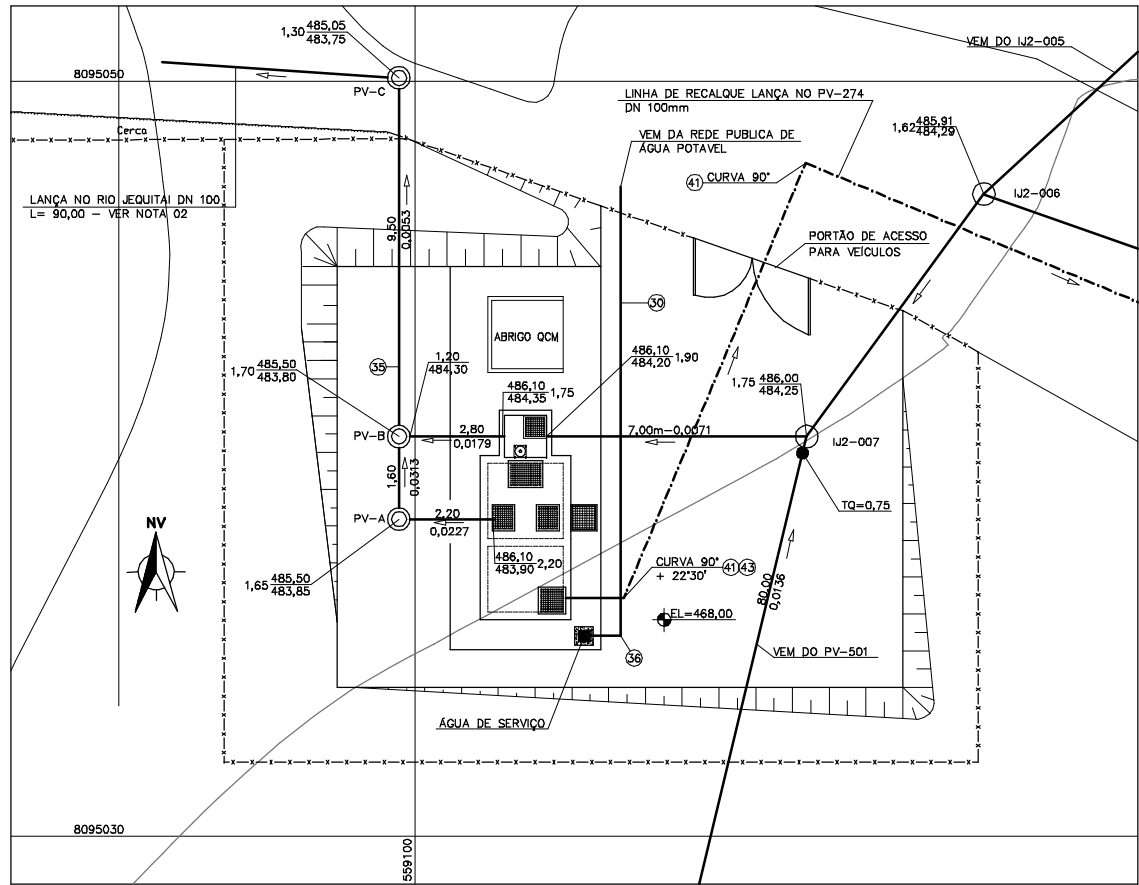 485,05
1,30
483,75
8095050
PV-C
Cerca
LANÇA NO RIO JEQUITAI DN 100
L= 90,00 - VER NOTA 02
9,50
0,0053
LINHA DE RECALQUE LANÇA NO PV-274
DN 100mm
VEM DA REDE PUBLICA DE
ÁGUA POTAVEL
41 CURVA 90°
VEM DO IJ2-005
485,91
1,62
484,29
IJ2-006
PORTÃO DE ACESSO
PARA VEÍCULOS
30
ABRIGO QCM
35
485,50
1,70
483,80
1,20
484,30
486,10
484,35
1,75
486,10
484,20
1,90
486,00
1,75
484,25
PV-B
2,80
0,0179
7,00m-0,0071
IJ2-007
1,60
0,0313
PV-A
2,20
0,0227
TQ=0,75
NV
486,10
483,90
2,20
CURVA 90°
+ 22°30'
41
43
485,50
1,65
483,85
80,00
0,0136
EL=468,00
36
VEM DO PV-501
ÁGUA DE SERVIÇO
8095030
559100